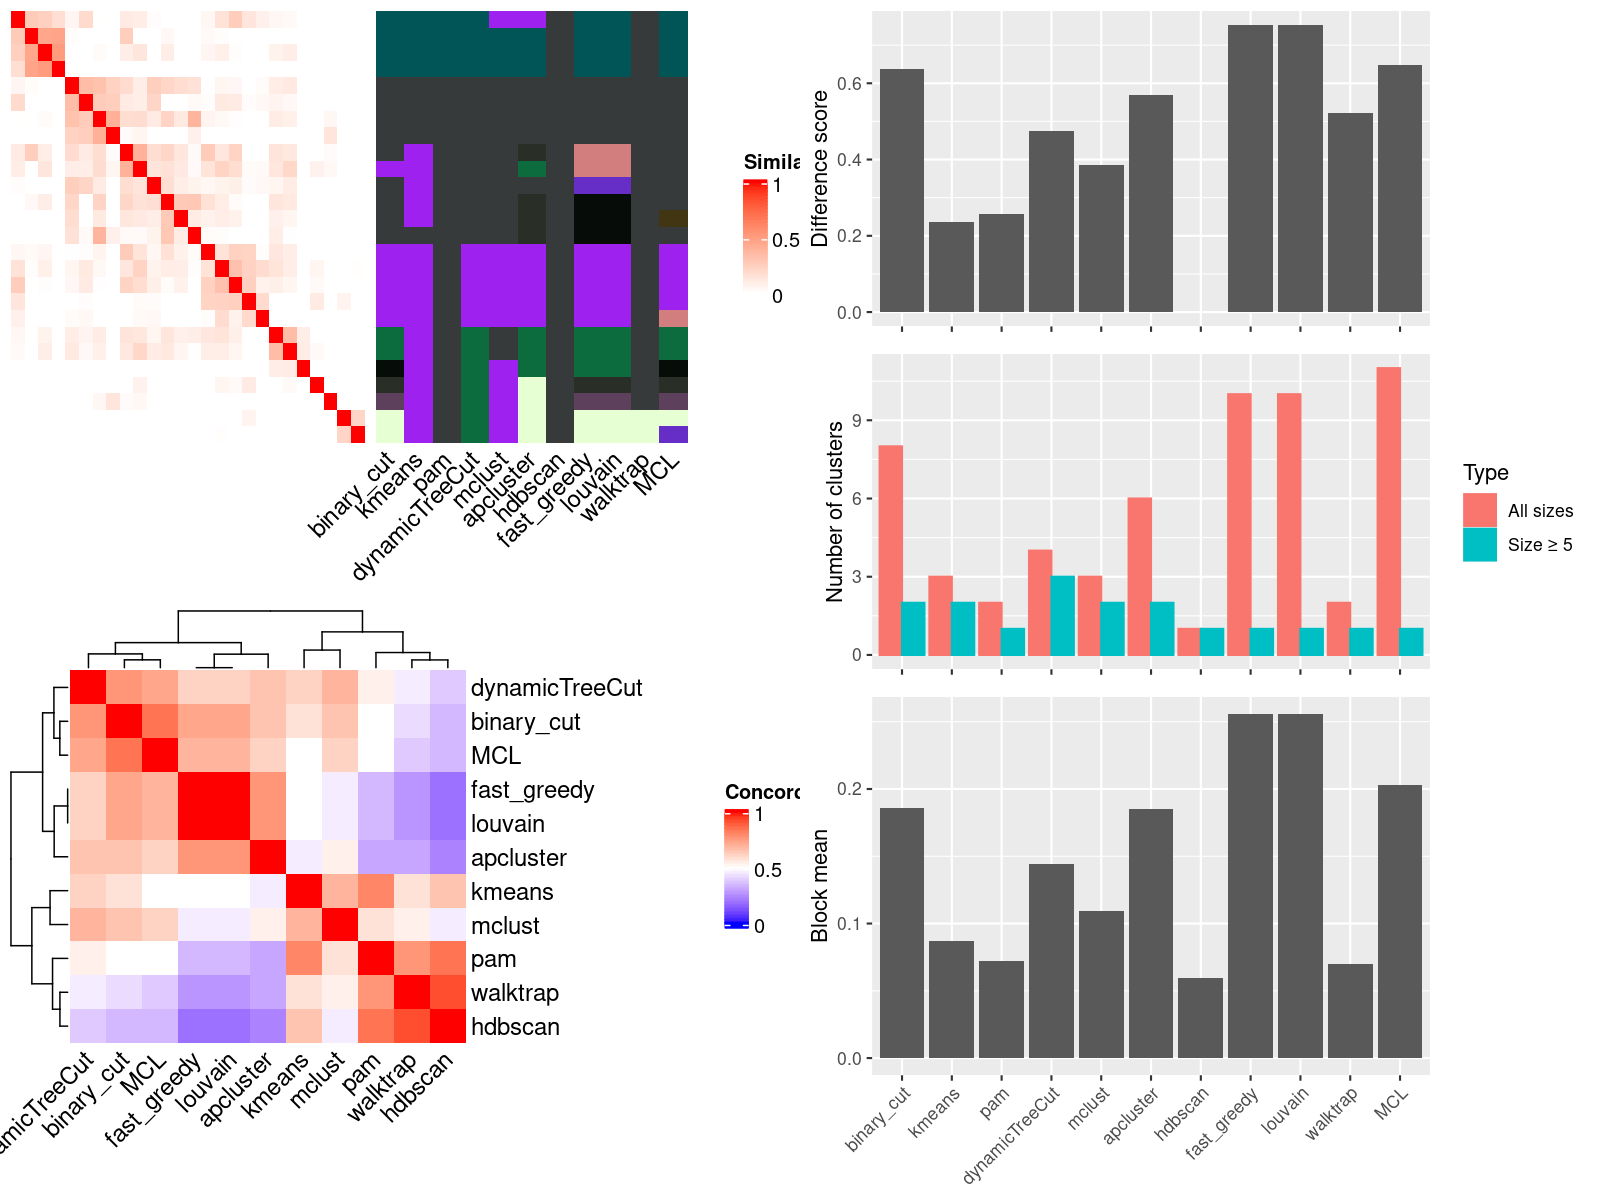 Simila
1
0.5
0
binary_cut
kmeans
pam
dynamicTreeCut
mclust
apcluster
hdbscan
fast_greedy
louvain
walktrap
MCL
dynamicTreeCut
binary_cut
MCL
fast_greedy
louvain
apcluster
kmeans
mclust
pam
walktrap
hdbscan
amicTreeCut
binary_cut
MCL
fast_greedy
louvain
apcluster
kmeans
mclust
pam
walktrap
hdbscan
Concord
1
0.5
0
Difference score
0.6
0.4
0.2
0.0
Number of clusters
9
6
3
0
Type
All sizes
Size ≥ 5
Block mean
0.2
0.1
0.0
binary_cut
kmeans
pam
dynamicTreeCut
mclust
apcluster
hdbscan
fast_greedy
louvain
walktrap
MCL